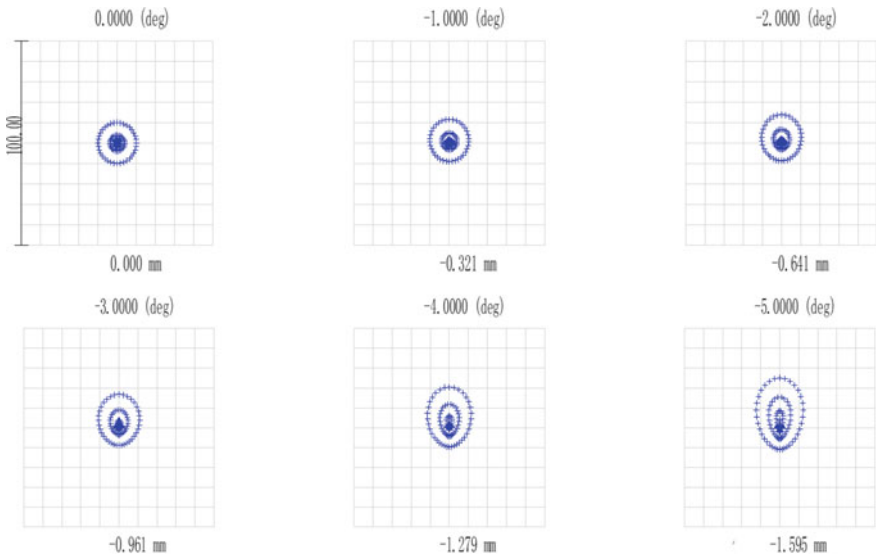 0.0000 (deg)
-1.0000 (deg)
-2.0000 (deg)
100.00
0.000 mm
-0.321 mm
-0.641 mm
-3.0000 (deg)
-4.0000 (deg)
-5.0000 (deg)
-0.961 mm
-1.279 mm
-1.595 mm